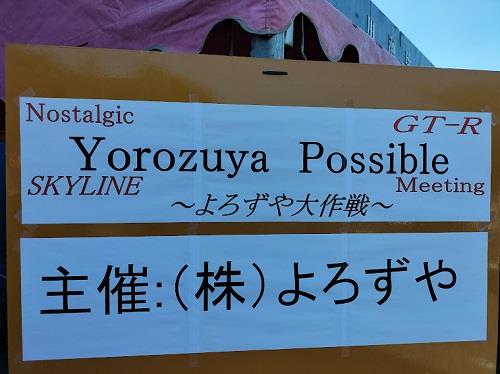 Nostalgic GT-R
Yorozuya Possible
SKYLINE Meeting
～よろずや大作戦～
主催:（株）よろずや